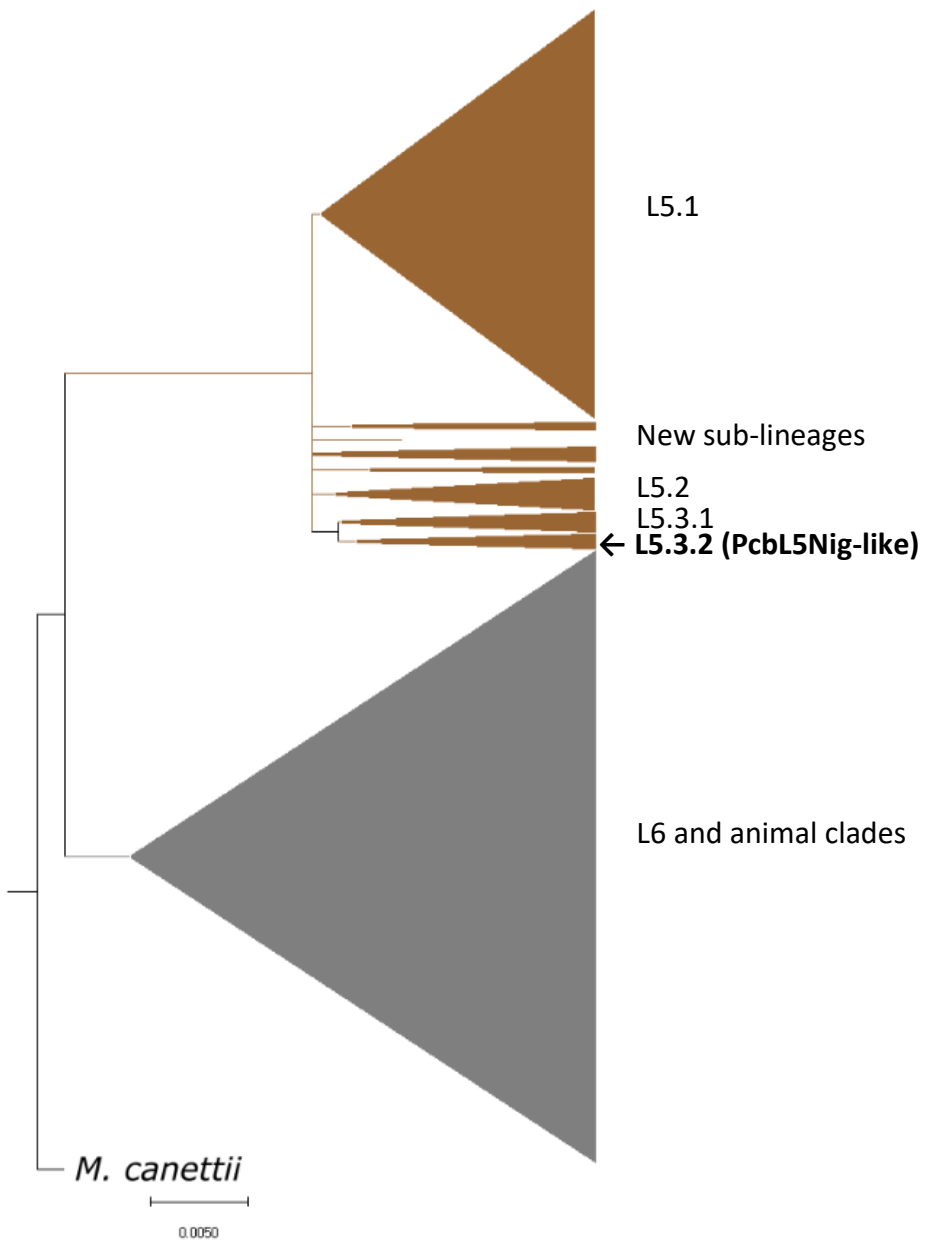 L5.1
New sub-lineages
L5.2
L5.3.1
← L5.3.2 (PcbL5Nig-like)
L6 and animal clades
M. canettii
0.0050